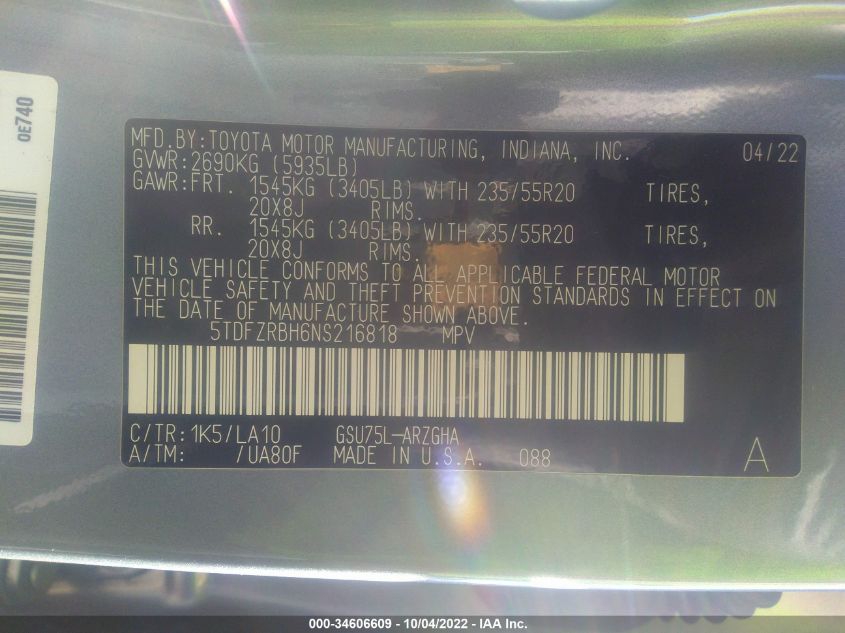 0E740
MFD.BY:TOYOTA MOTOR MANUFACTURING, INDIANA, INC. 04/22
GVWR:2690KG (5935LB)
GAWR:FRT. 1545KG (3405LB) WITH 235/55R20 TIRES,
20X8J RIMS.
RR. 1545KG (3405LB) WITH 235/55R20 TIRES,
20X8J RIMS.
THIS VEHICLE CONFORMS TO ALL APPLICABLE FEDERAL MOTOR
VEHICLE SAFETY AND THEFT PREVENTION STANDARDS IN EFFECT ON
THE DATE OF MANUFACTURE SHOWN ABOVE.
5TDFZRBH6NS216818 MPV
C/TR:1K5/LA10 GSU75L-ARZGHA
A/TM: /UA80F MADE IN U.S.A. 088 A
000-34606609 - 10/04/2022 - IAA Inc.